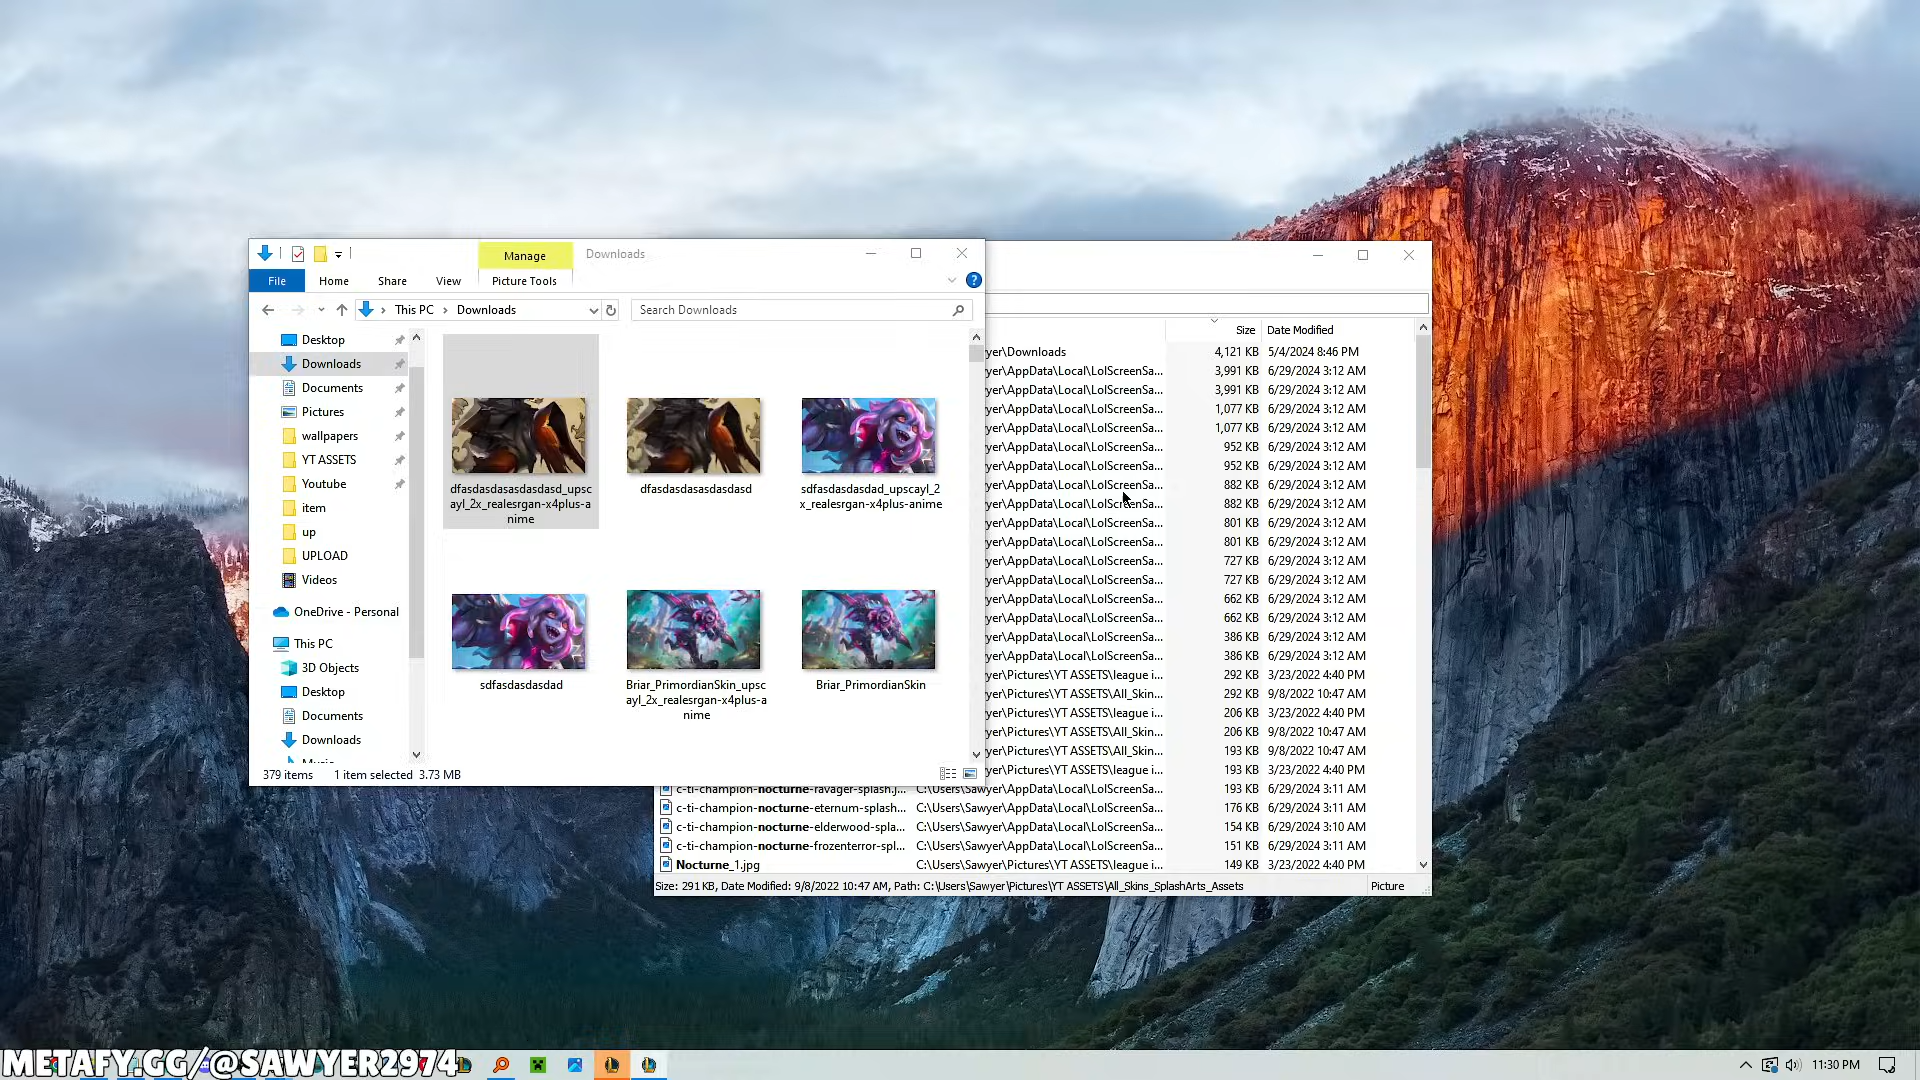 Manage
Downloads
File
Home
Share
View
Picture Tools
This PC
Downloads
Search Downloads
Desktop
Downloads
Documents
Pictures
wallpapers
YT ASSETS
Youtube
item
up
UPLOAD
Videos
OneDrive - Personal
This PC
3D Objects
Desktop
Documents
Downloads
dfasdasdasasdasdasd_upsc
ayl_2x_realesrgan-x4plus-a
nime
dfasdasdasasdasdasd
sdfasdasdasdad_upscayl_2
x_realesrgan-x4plus-anime
sdfasdasdasdad
Briar_PrimordianSkin_upsc
ayl_2x_realesrgan-x4plus-a
nime
Briar_PrimordianSkin
379 items 1 item selected 3.73 MB
Size Date Modified
yer\Downloads 4,121 KB 5/4/2024 8:46 PM
yer\AppData\Local\LolScreenSa... 3,991 KB 6/29/2024 3:12 AM
yer\AppData\Local\LolScreenSa... 3,991 KB 6/29/2024 3:12 AM
yer\AppData\Local\LolScreenSa... 1,077 KB 6/29/2024 3:12 AM
yer\AppData\Local\LolScreenSa... 1,077 KB 6/29/2024 3:12 AM
yer\AppData\Local\LolScreenSa... 952 KB 6/29/2024 3:12 AM
yer\AppData\Local\LolScreenSa... 952 KB 6/29/2024 3:12 AM
yer\AppData\Local\LolScreenSa... 882 KB 6/29/2024 3:12 AM
yer\AppData\Local\LolScreenSa... 882 KB 6/29/2024 3:12 AM
yer\AppData\Local\LolScreenSa... 801 KB 6/29/2024 3:12 AM
yer\AppData\Local\LolScreenSa... 801 KB 6/29/2024 3:12 AM
yer\AppData\Local\LolScreenSa... 727 KB 6/29/2024 3:12 AM
yer\AppData\Local\LolScreenSa... 727 KB 6/29/2024 3:12 AM
yer\AppData\Local\LolScreenSa... 662 KB 6/29/2024 3:12 AM
yer\AppData\Local\LolScreenSa... 662 KB 6/29/2024 3:12 AM
yer\AppData\Local\LolScreenSa... 386 KB 6/29/2024 3:12 AM
yer\AppData\Local\LolScreenSa... 386 KB 6/29/2024 3:12 AM
yer\Pictures\YT ASSETS\league i... 292 KB 3/23/2022 4:40 PM
yer\Pictures\YT ASSETS\All_Skin... 292 KB 9/8/2022 10:47 AM
yer\Pictures\YT ASSETS\league i... 206 KB 3/23/2022 4:40 PM
yer\Pictures\YT ASSETS\All_Skin... 206 KB 9/8/2022 10:47 AM
yer\Pictures\YT ASSETS\All_Skin... 193 KB 9/8/2022 10:47 AM
yer\Pictures\YT ASSETS\league i... 193 KB 3/23/2022 4:40 PM
c-ti-champion-nocturne-ravager-splash.j... C:\Users\Sawyer\AppData\Local\LolScreenSa... 193 KB 6/29/2024 3:11 AM
c-ti-champion-nocturne-eternum-splash... C:\Users\Sawyer\AppData\Local\LolScreenSa... 176 KB 6/29/2024 3:11 AM
c-ti-champion-nocturne-elderwood-spla... C:\Users\Sawyer\AppData\Local\LolScreenSa... 154 KB 6/29/2024 3:10 AM
c-ti-champion-nocturne-frozenterror-spl... C:\Users\Sawyer\AppData\Local\LolScreenSa... 151 KB 6/29/2024 3:11 AM
Nocturne_1.jpg C:\Users\Sawyer\Pictures\YT ASSETS\league i... 149 KB 3/23/2022 4:40 PM
Size: 291 KB, Date Modified: 9/8/2022 10:47 AM, Path: C:\Users\Sawyer\Pictures\YT ASSETS\All_Skins_SplashArts_Assets Picture
METAFY.GG/@SAWYER2974
11:30 PM